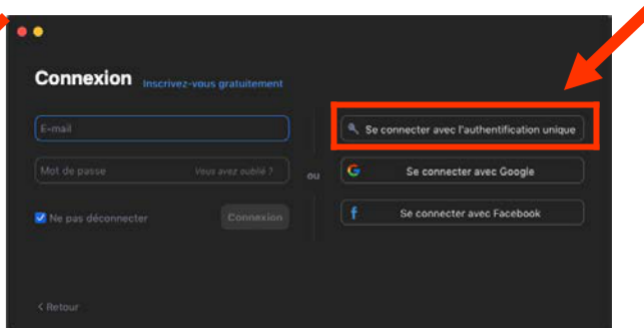 Connexion Inscrivez-vous gratuitement
E-mail
Mot de passe Vous avez oublié ?
Ne pas déconnecter Connexion
ou
Se connecter avec l'authentification unique
Se connecter avec Google
Se connecter avec Facebook
< Retour